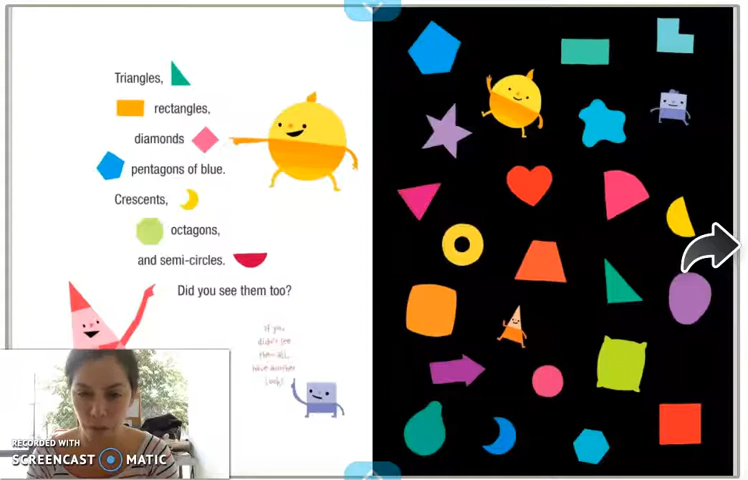 Triangles,
rectangles,
diamonds
pentagons of blue.
Crescents,
octagons,
and semi-circles.
Did you see them too?
If you
didn't see
them all,
have another
look!
RECORDED WITH
SCREENCAST MATIC